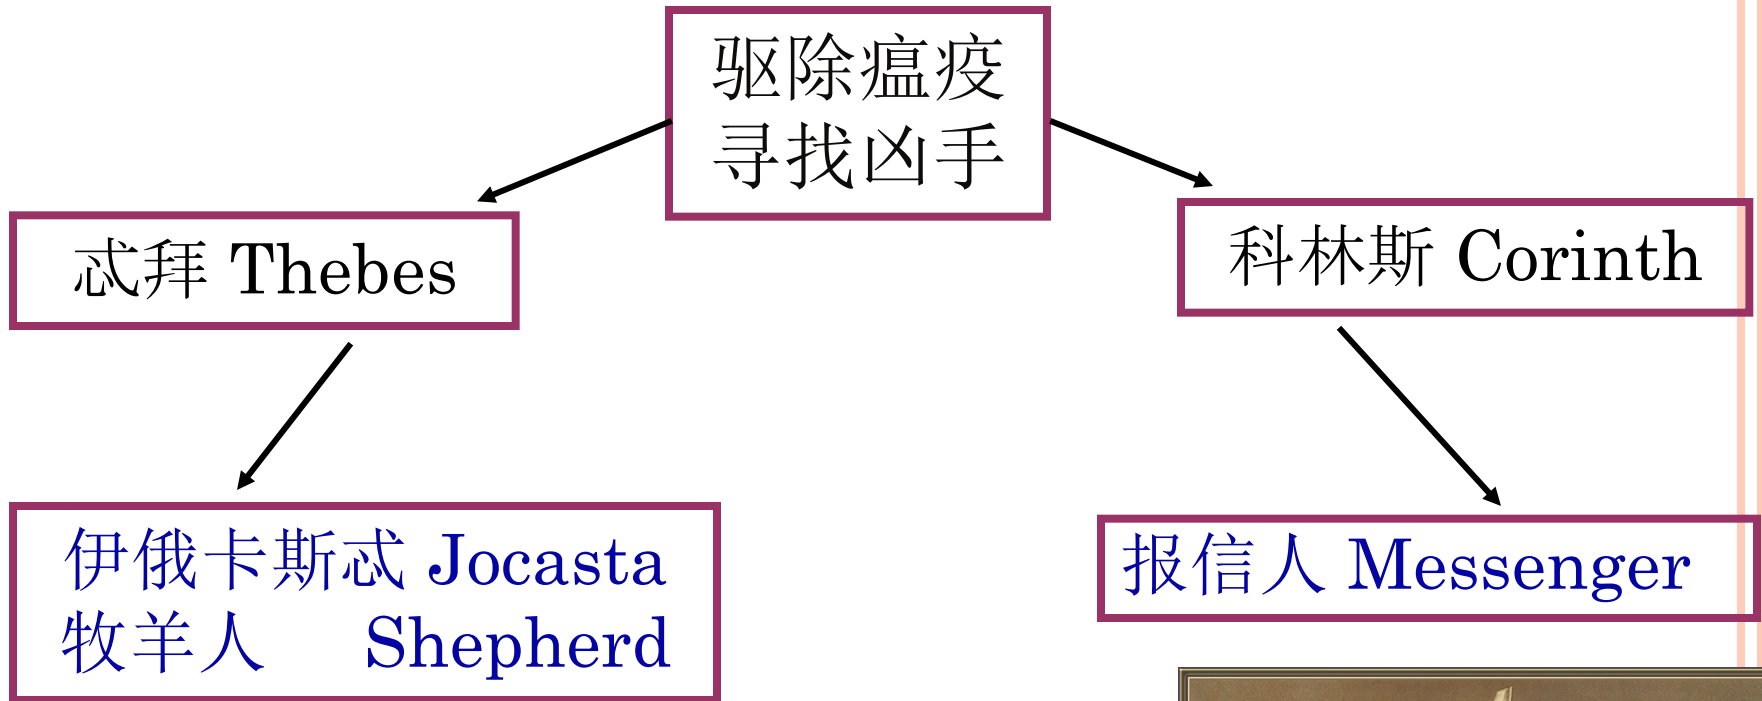 驱除瘟疫
寻找凶手
忒拜 Thebes
科林斯 Corinth
伊俄卡斯忒 Jocasta
牧羊人 Shepherd
报信人 Messenger